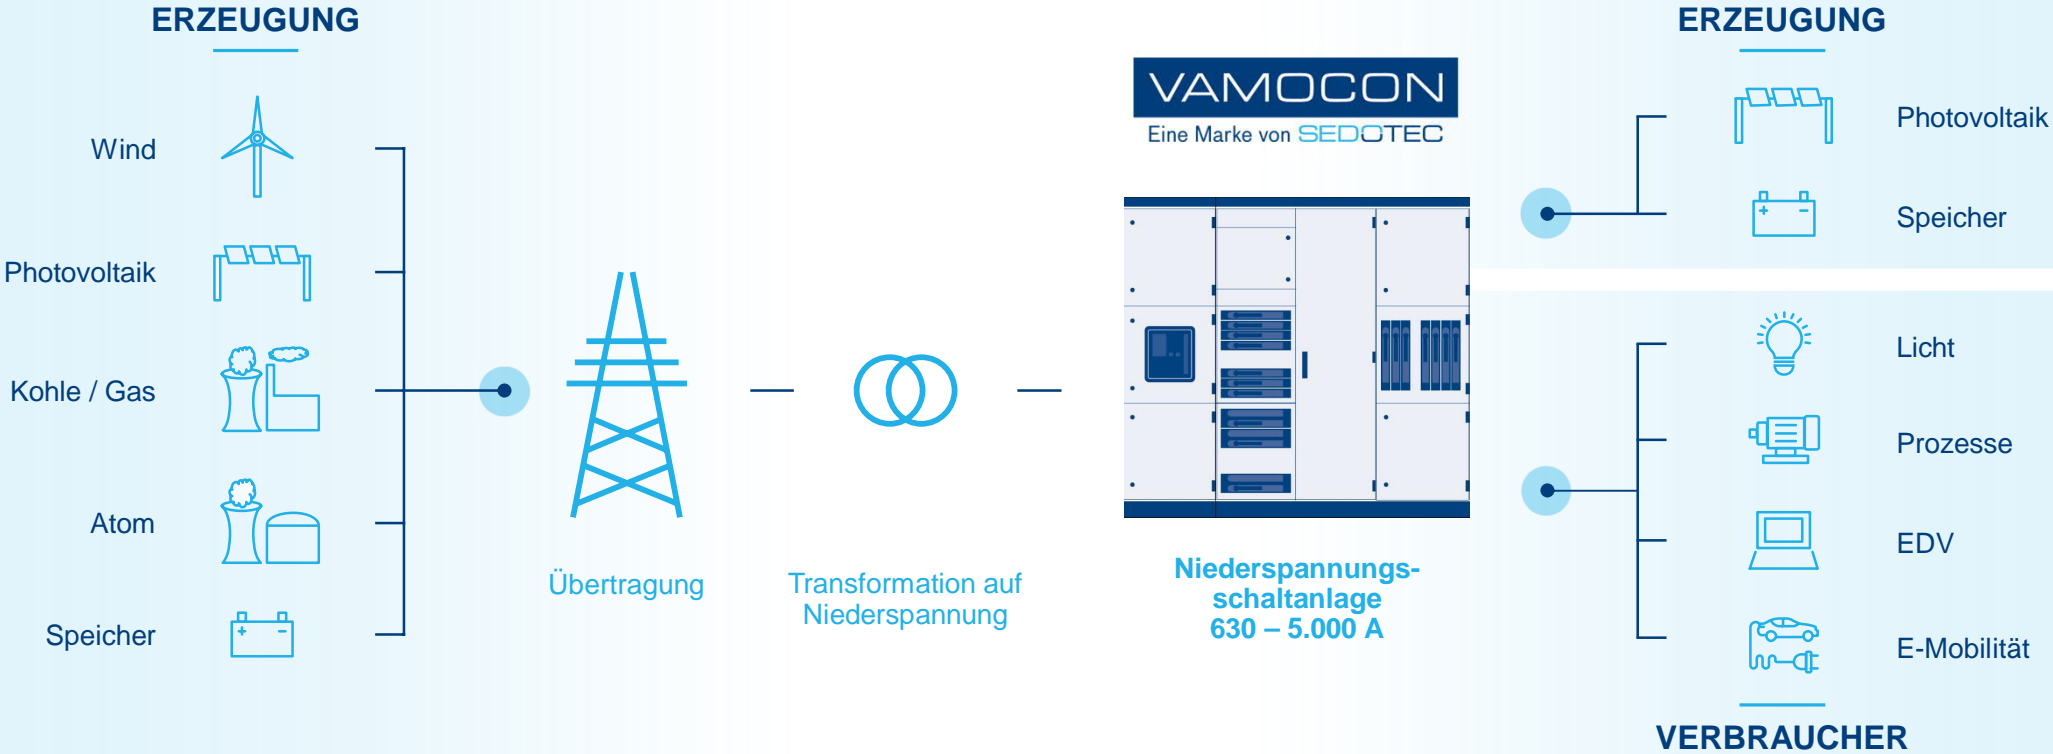 ERZEUGUNG
Wind
Photovoltaik
Kohle / Gas
Atom
Speicher
Übertragung
Transformation auf
Niederspannung
VAMOCON
Eine Marke von SEDOTEC
Niederspannungs-
schaltanlage
630 – 5.000 A
ERZEUGUNG
Photovoltaik
Speicher
Licht
Prozesse
EDV
E-Mobilität
VERBRAUCHER